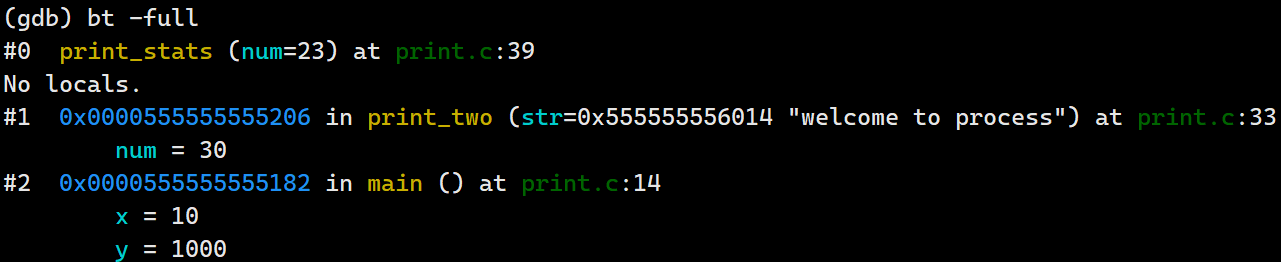 (gdb) bt -full
#0  print_stats (num=23) at print.c:39
No locals.
#1  0x0000555555555206 in print_two (str=0x555555556014 "welcome to process") at print.c:33
        num = 30
#2  0x0000555555555182 in main () at print.c:14
        x = 10
        y = 1000